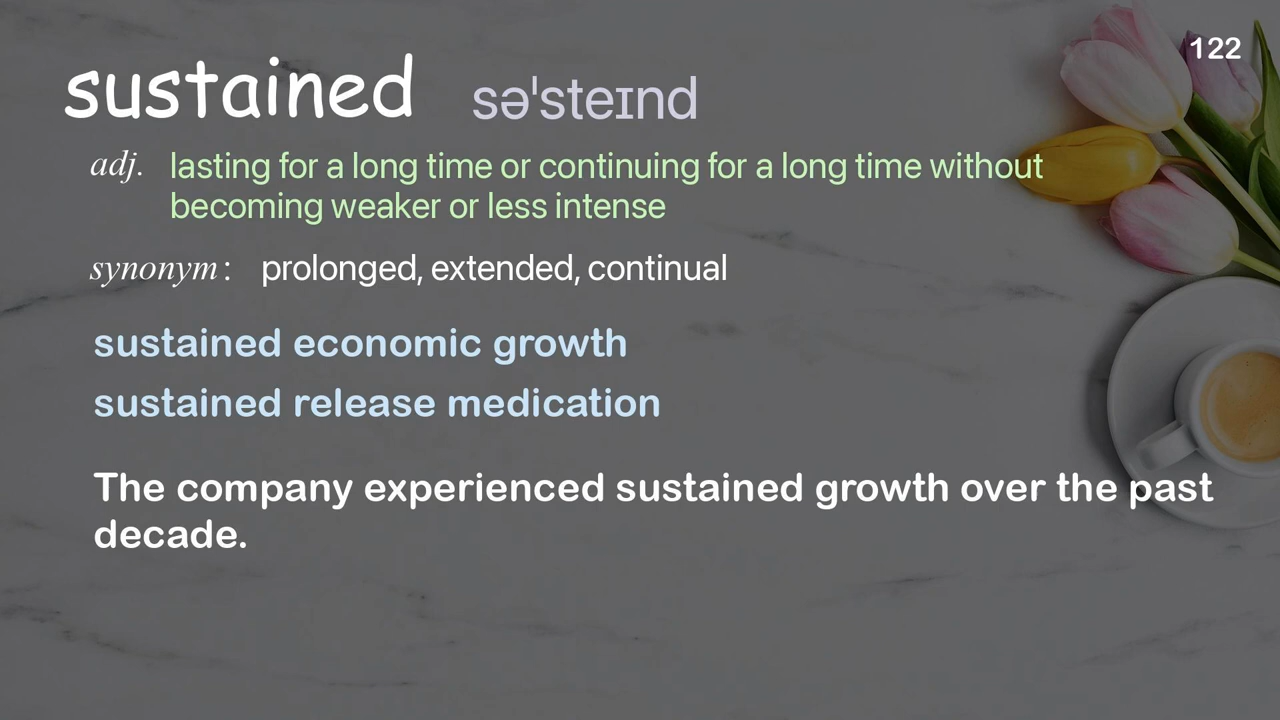 122
sustained səˈsteɪnd
adj. lasting for a long time or continuing for a long time without
becoming weaker or less intense
synonym: prolonged, extended, continual
sustained economic growth
sustained release medication
The company experienced sustained growth over the past
decade.